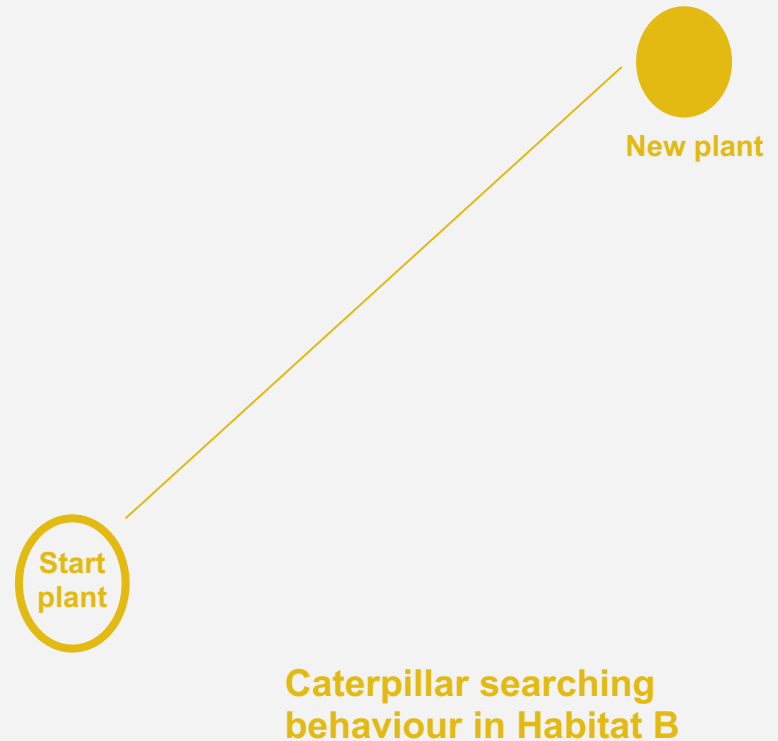 New plant
Start
plant
Caterpillar searching
behaviour in Habitat B